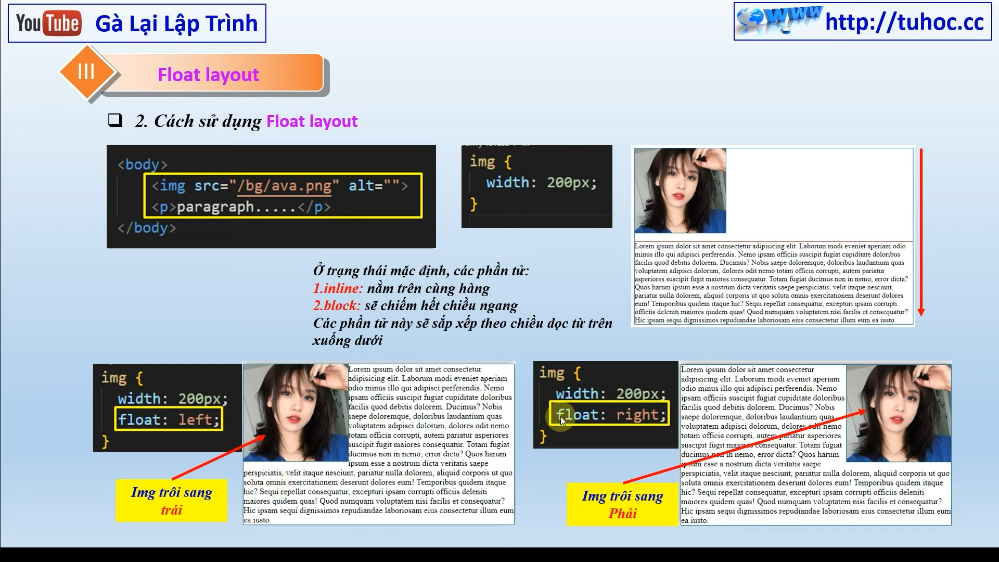 YouTube Gà Lại Lập Trình
www http://tuhoc.cc
III Float layout
2. Cách sử dụng Float layout
<body>
<img src="/bg/ava.png" alt="">
<p>paragraph.....</p>
</body>
img {
width: 200px;
}
Lorem ipsum dolor sit amet consectetur adipisicing elit. Laborum modi eveniet aperiam odio
minus illo qui adipisci perferendis. Nemo ipsam officiis suscipit fugiat cupiditate doloribus
facilis quod debitis dolorem. Ducimus? Nobis saepe doloremque, doloribus laudantium quas
voluptatem adipisci dolorum, dolores odit nemo totam officia corrupti, autem pariatur
asperiores suscipit fugit maiores consequatur tempore. Totam fugiat ducimus non in nemo, error dicta?
Quos harum ipsum esse a nostrum dicta veritatis saepe perspiciatis, velit itaque nesciunt,
pariatur nulla dolorem, aliquid corporis ut quo soluta omnis exercitationem deserunt dolores
eum! Temporibus quidem itaque hic? Sequi repellat consequatur, excepturi ipsam corrupti
officiis deleniti maiores quidem quas! Quod numquam voluptatem nisi facilis et consequatur.
Hic ipsam sequi dignissimos repudiandae laboriosam eius consectetur illum eum ea iusto.
Ở trạng thái mặc định, các phần tử:
1.inline: nằm trên cùng hàng
2.block: sẽ chiếm hết chiều ngang
Các phần tử này sẽ sắp xếp theo chiều dọc từ trên
xuống dưới
img {
width: 200px;
float: left;
}
Img trôi sang
trái
Lorem ipsum dolor sit amet consectetur
adipisicing elit. Laborum modi eveniet aperiam
odio minus illo qui adipisci perferendis. Nemo
ipsam officiis suscipit fugiat cupiditate doloribus
facilis quod debitis dolorem. Ducimus? Nobis
saepe doloremque, doloribus laudantium quas
voluptatem adipisci dolorum, dolores odit nemo
totam officia corrupti, autem pariatur asperiores
suscipit fugit maiores consequatur tempore. Totam fugiat
ducimus non in nemo, error dicta? Quos harum
ipsum esse a nostrum dicta veritatis saepe
perspiciatis, velit itaque nesciunt, pariatur nulla dolorem, aliquid corporis ut quo
soluta omnis exercitationem deserunt dolores eum! Temporibus quidem itaque
hic? Sequi repellat consequatur, excepturi ipsam corrupti officiis deleniti
maiores quidem quas! Quod numquam voluptatem nisi facilis et consequatur.
Hic ipsam sequi dignissimos repudiandae laboriosam eius consectetur illum eum
ea iusto.
img {
width: 200px;
float: right;
}
Img trôi sang
Phải
Lorem ipsum dolor sit amet consectetur
adipisicing elit. Laborum modi eveniet aperiam
odio minus illo qui adipisci perferendis. Nemo
ipsam officiis suscipit fugiat cupiditate doloribus
facilis quod debitis dolorem. Ducimus? Nobis
saepe doloremque, doloribus laudantium quas
voluptatem adipisci dolorum, dolores odit nemo
totam officia corrupti, autem pariatur asperiores
suscipit fugit maiores consequatur tempore. Totam fugiat
ducimus non in nemo, error dicta? Quos harum
ipsum esse a nostrum dicta veritatis saepe
perspiciatis, velit itaque nesciunt, pariatur nulla dolorem, aliquid corporis ut quo
soluta omnis exercitationem deserunt dolores eum! Temporibus quidem itaque
hic? Sequi repellat consequatur, excepturi ipsam corrupti officiis deleniti
maiores quidem quas! Quod numquam voluptatem nisi facilis et consequatur.
Hic ipsam sequi dignissimos repudiandae laboriosam eius consectetur illum eum
ea iusto.